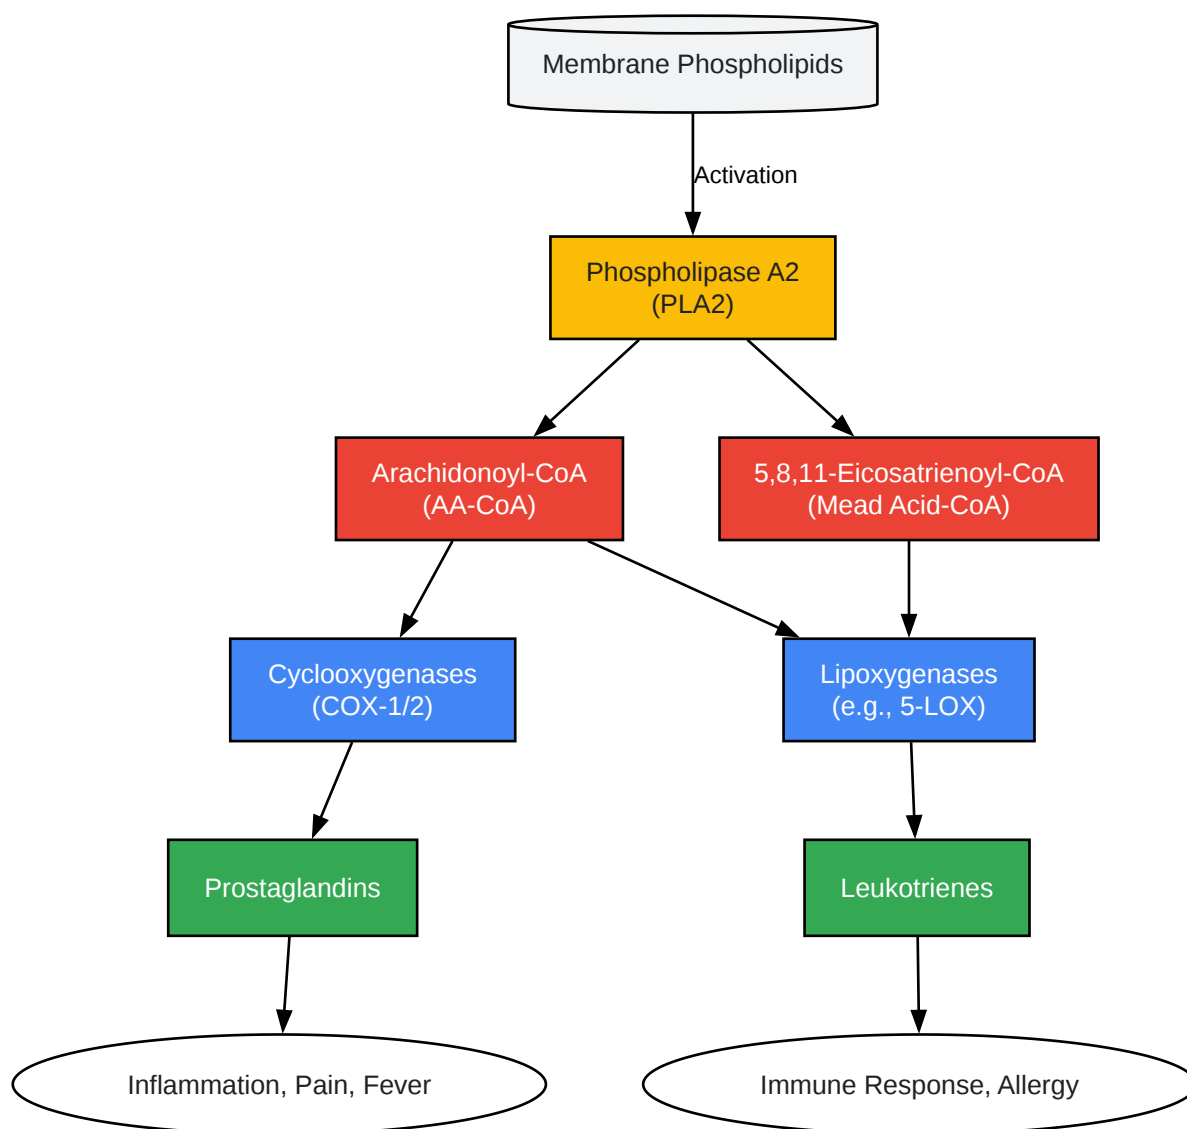 Membrane Phospholipids
Activation
Phospholipase A2
(PLA2)
Arachidonoyl-CoA
(AA-CoA)
5,8,11-Eicosatrienoyl-CoA
(Mead Acid-CoA)
Cyclooxygenases
(COX-1/2)
Lipoxygenases
(e.g., 5-LOX)
Prostaglandins
Leukotrienes
Inflammation, Pain, Fever
Immune Response, Allergy